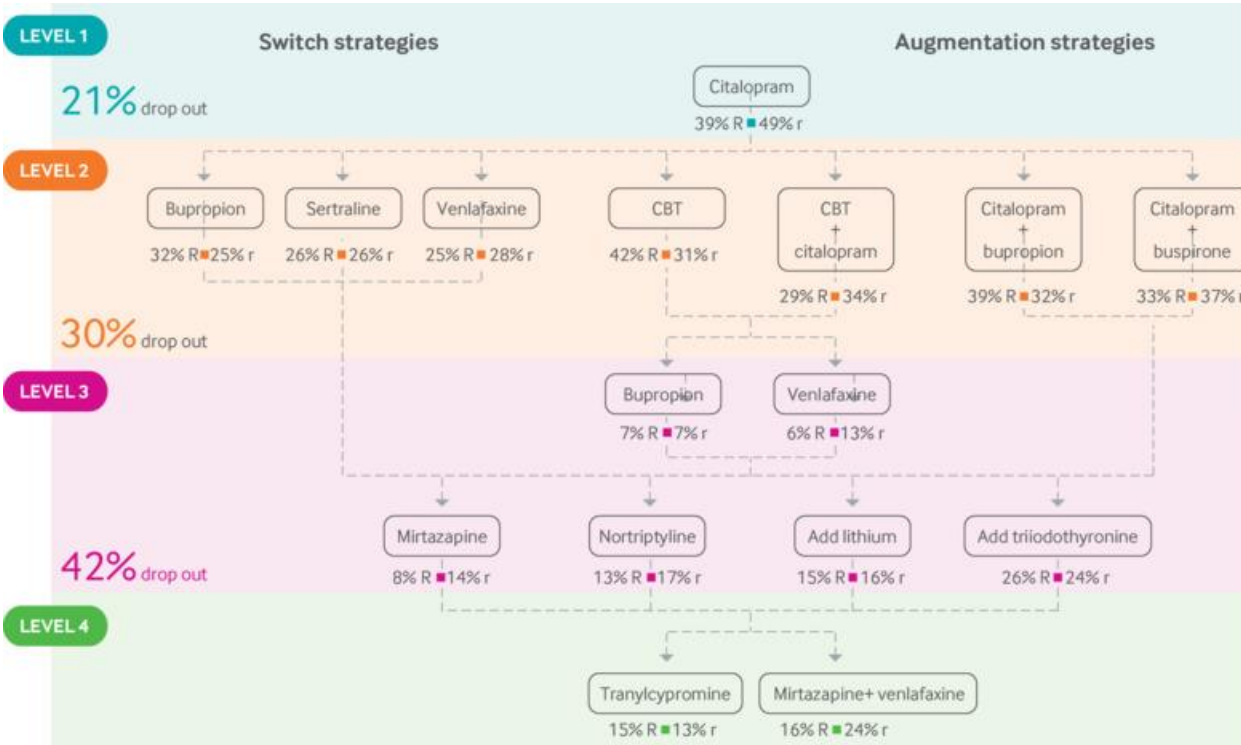 LEVEL 1
Switch strategies
Augmentation strategies
21% drop out
Citalopram
39% R 49% r
LEVEL 2
Bupropion
Sertraline
Venlafaxine
CBT
CBT
+
citalopram
Citalopram
+
bupropion
Citalopram
+
buspirone
32% R 25% r
26% R 26% r
25% R 28% r
42% R 31% r
29% R 34% r
39% R 32% r
33% R 37% r
30% drop out
LEVEL 3
Bupropion
Venlafaxine
7% R 7% r
6% R 13% r
Mirtazapine
Nortriptyline
Add lithium
Add triiodothyronine
42% drop out
8% R 14% r
13% R 17% r
15% R 16% r
26% R 24% r
LEVEL 4
Tranylcypromine
Mirtazapine+ venlafaxine
15% R 13% r
16% R 24% r